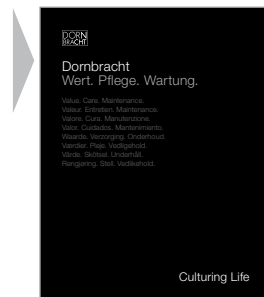 DORN
BRACHT
Dornbracht
Wert. Pflege. Wartung.
Value. Care. Maintenance.
Valeur. Entretien. Maintenance.
Valore. Cura. Manutenzione.
Valor. Cuidados. Mantenimiento.
Waarde. Verzorging. Onderhoud.
Værdier. Pleje. Vedligehold.
Värde. Skötsel. Underhåll.
Rengjøring. Stell. Vedlikehold.
Culturing Life